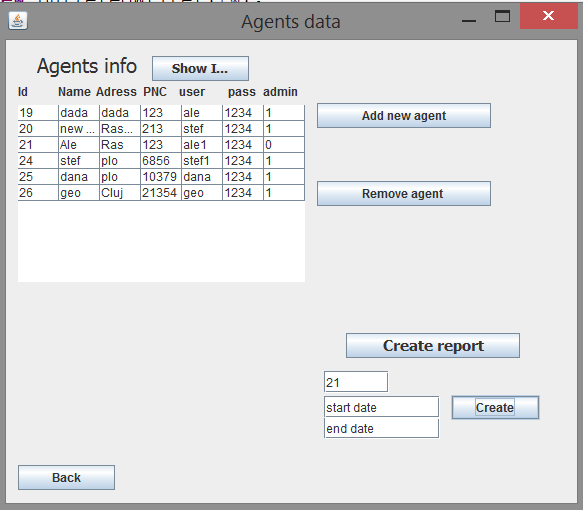 Agents data
Agents info Show I...
Id Name Adress PNC user pass admin
19 dada dada 123 ale 1234 1
20 new ... Ras... 213 stef 1234 1
21 Ale Ras 123 ale1 1234 0
24 stef plo 6856 stef1 1234 1
25 dana plo 10379 dana 1234 1
26 geo Cluj 21354 geo 1234 1
Add new agent
Remove agent
Create report
21
start date
Create
end date
Back